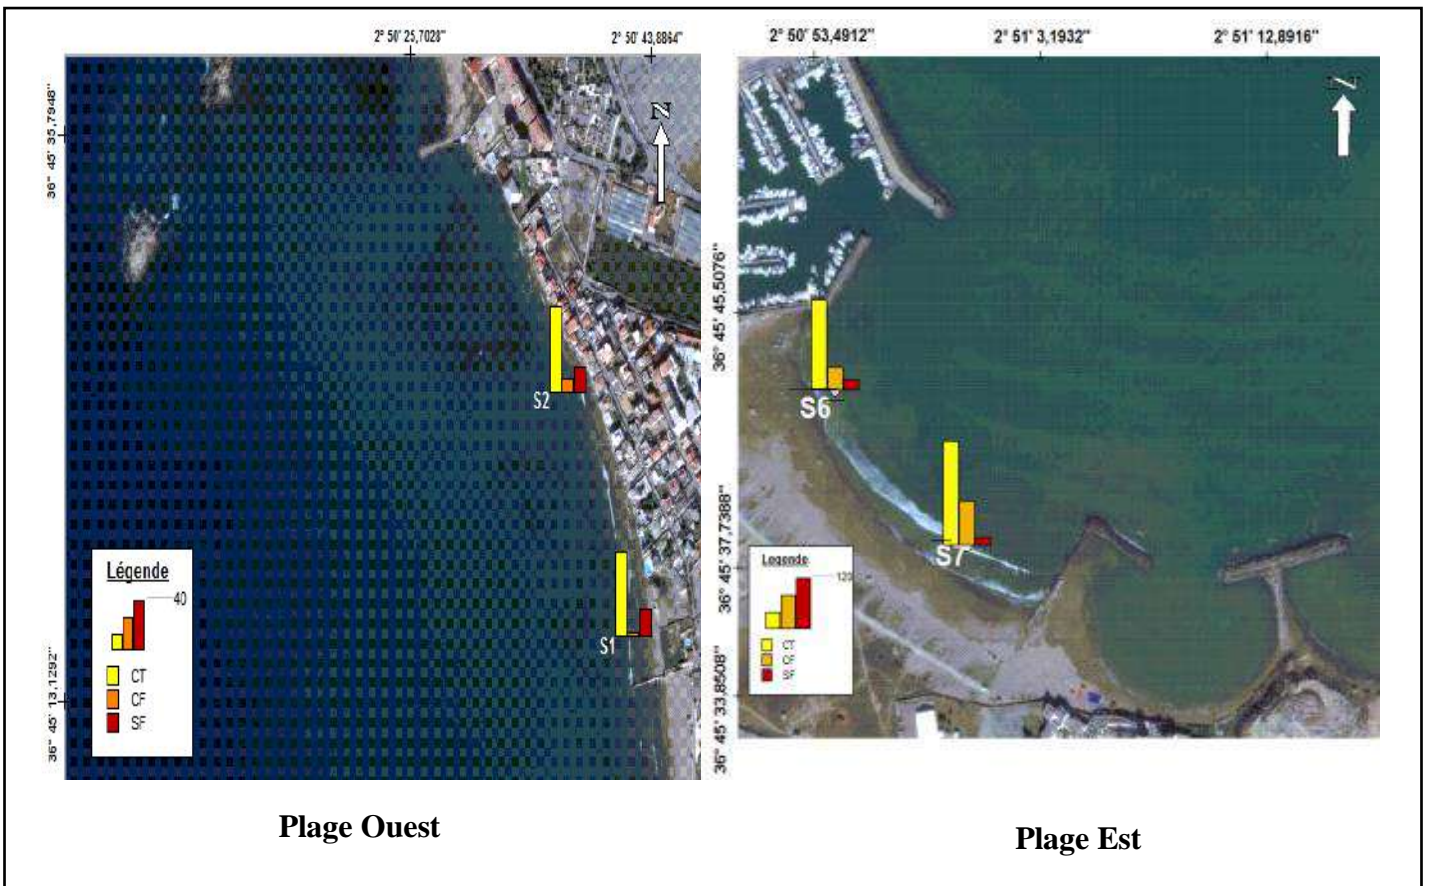 2° 50' 25,7028"
2° 50' 43,8864"
36° 45' 35,7948"
N
S2
S1
Légende
40
CT
CF
SF
36° 45' 13,1292"
Plage Ouest
2° 50' 53,4912"
2° 51' 3,1932"
2° 51' 12,8916"
36° 45' 45,5076"
S6
S7
36° 45' 37,7388"
Legende
120
CT
CF
SF
36° 45' 33,8508"
Plage Est